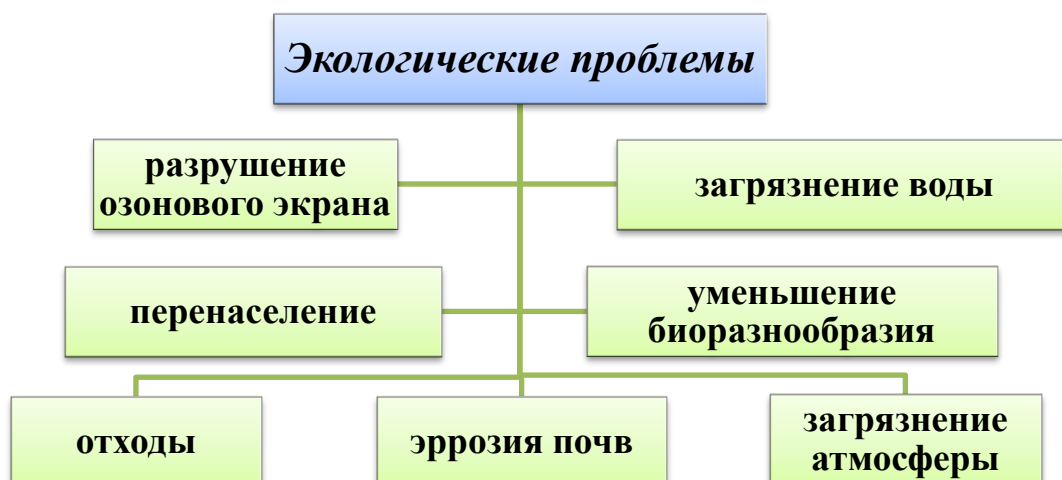 Экологические проблемы
разрушение
озонового экрана
загрязнение воды
перенаселение
уменьшение
биоразнообразия
отходы
эррозия почв
загрязнение
атмосферы